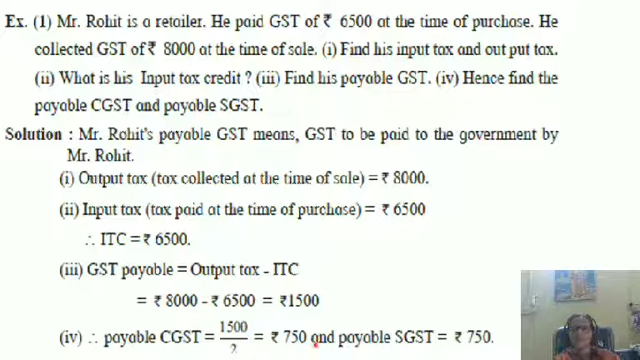 Ex. (1) Mr. Rohit is a retailer. He paid GST of ₹ 6500 at the time of purchase. He
collected GST of ₹ 8000 at the time of sale. (i) Find his input tax and out put tax.
(ii) What is his Input tax credit ? (iii) Find his payable GST. (iv) Hence find the
payable CGST and payable SGST.
Solution : Mr. Rohit's payable GST means, GST to be paid to the government by
Mr. Rohit.
(i) Output tax (tax collected at the time of sale) = ₹ 8000.
(ii) Input tax (tax paid at the time of purchase) = ₹ 6500
∴ ITC = ₹ 6500.
(iii) GST payable = Output tax - ITC
= ₹ 8000 - ₹ 6500 = ₹1500
(iv) ∴ payable CGST = 1500/2 = ₹ 750 and payable SGST = ₹ 750.